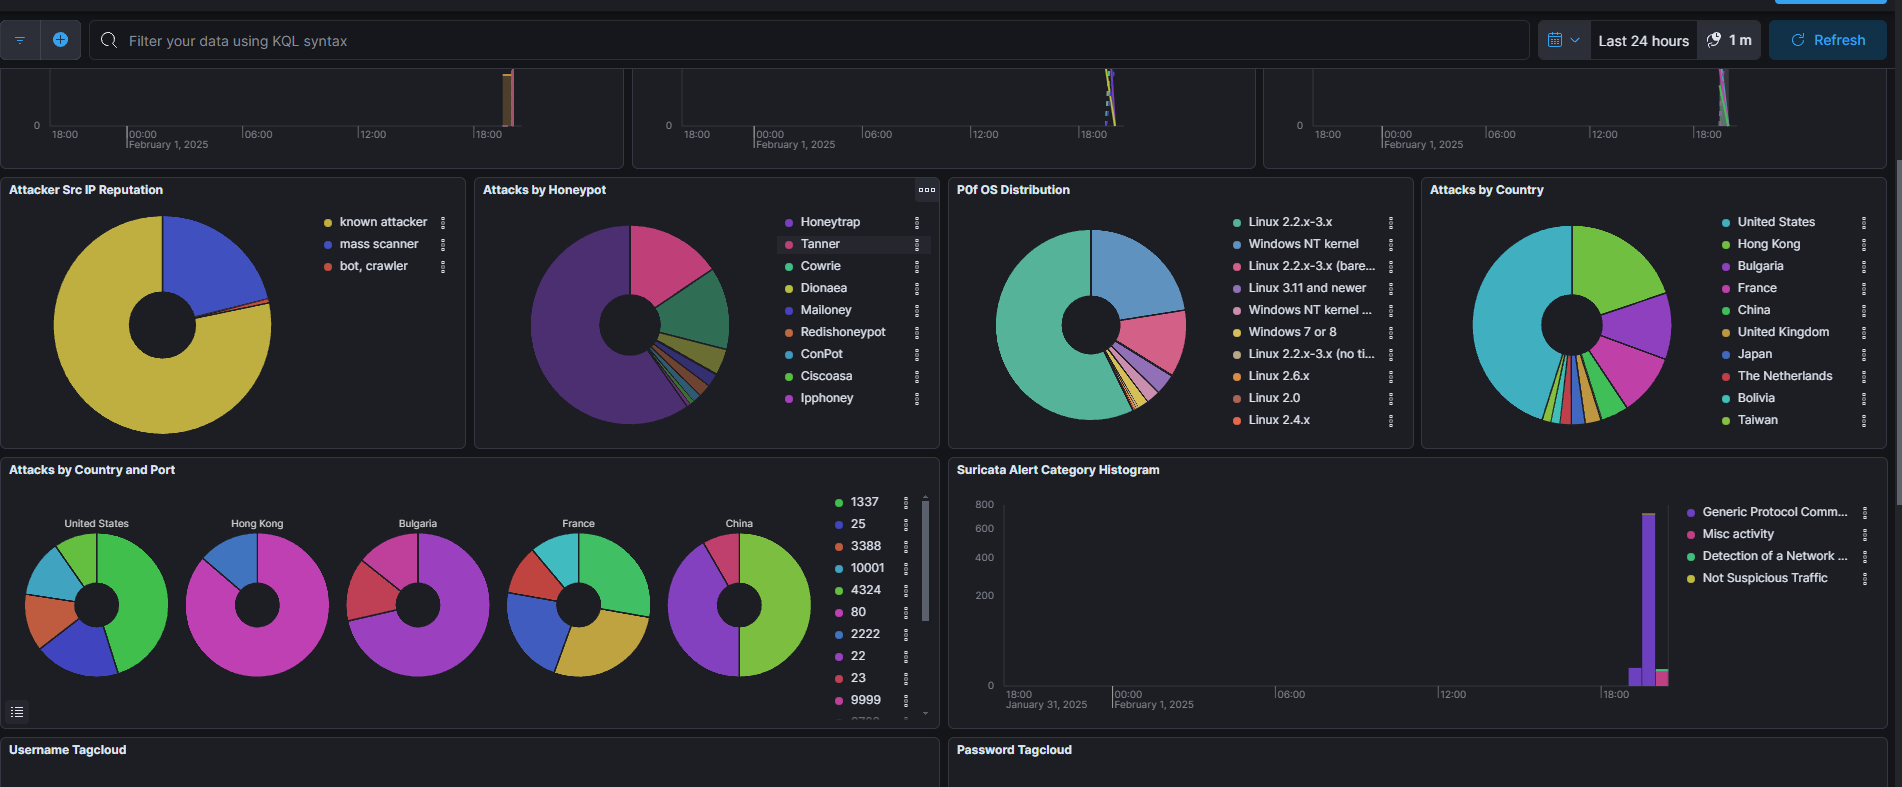 Filter your data using KQL syntax
Last 24 hours
1 m
Refresh
0
18:00
00:00
06:00
12:00
18:00
February 1, 2025
0
18:00
00:00
06:00
12:00
18:00
February 1, 2025
0
18:00
00:00
06:00
12:00
18:00
February 1, 2025
Attacker Src IP Reputation
known attacker
mass scanner
bot, crawler
Attacks by Honeypot
Honeytrap
Tanner
Cowrie
Dionaea
Mailoney
Redishoneypot
ConPot
Ciscoasa
Ipphoney
P0f OS Distribution
Linux 2.2.x-3.x
Windows NT kernel
Linux 2.2.x-3.x (bare...
Linux 3.11 and newer
Windows NT kernel ...
Windows 7 or 8
Linux 2.2.x-3.x (no ti...
Linux 2.6.x
Linux 2.0
Linux 2.4.x
Attacks by Country
United States
Hong Kong
Bulgaria
France
China
United Kingdom
Japan
The Netherlands
Bolivia
Taiwan
Attacks by Country and Port
United States
Hong Kong
Bulgaria
France
China
1337
25
3388
10001
4324
80
2222
22
23
9999
Suricata Alert Category Histogram
800
600
400
200
0
18:00
00:00
06:00
12:00
18:00
January 31, 2025
February 1, 2025
Generic Protocol Comm...
Misc activity
Detection of a Network ...
Not Suspicious Traffic
Username Tagcloud
Password Tagcloud